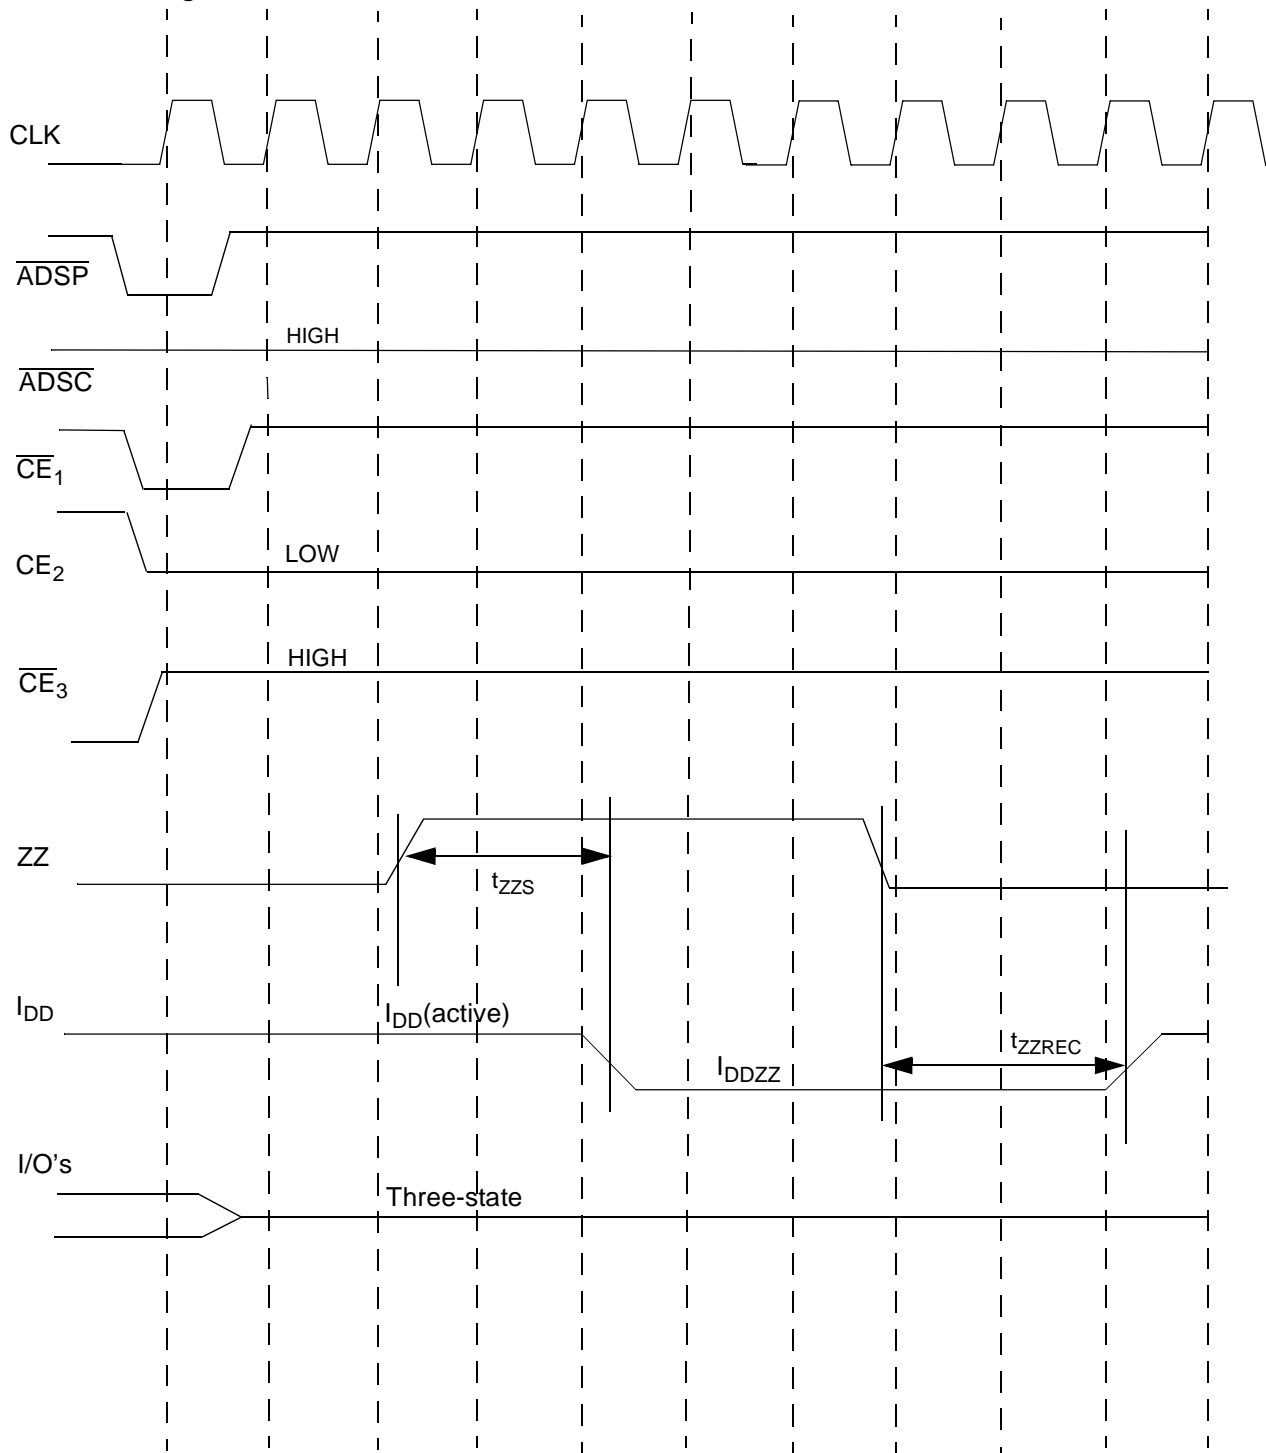 CLK
ADSP
HIGH
ADSC
CE1
LOW
CE2
HIGH
CE3
ZZ
tZZS
IDD
IDD(active)
tZZREC
IDDZZ
I/O's
Three-state